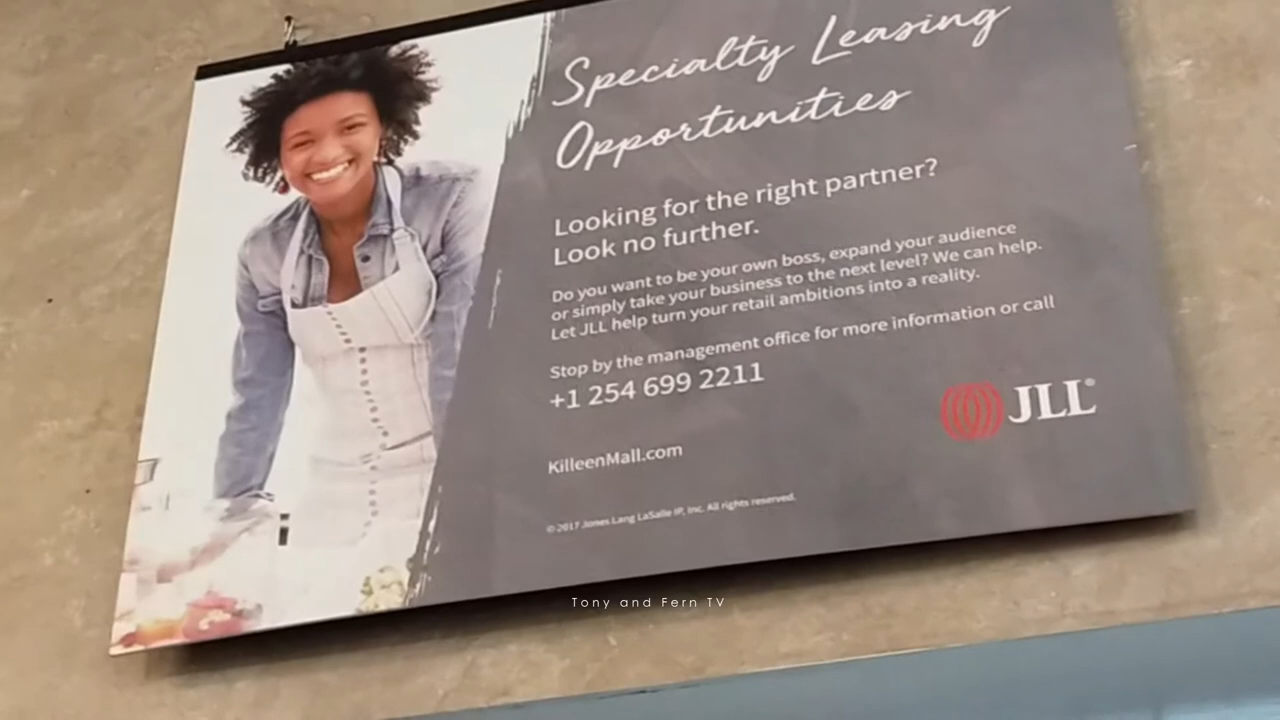 Specialty Leasing
Opportunities
Looking for the right partner?
Look no further.
Do you want to be your own boss, expand your audience
or simply take your business to the next level? We can help.
Let JLL help turn your retail ambitions into a reality.
Stop by the management office for more information or call
+1 254 699 2211
JLL®
KilleenMall.com
© 2017 Jones Lang LaSalle IP, Inc. All rights reserved.
Tony and Fern TV